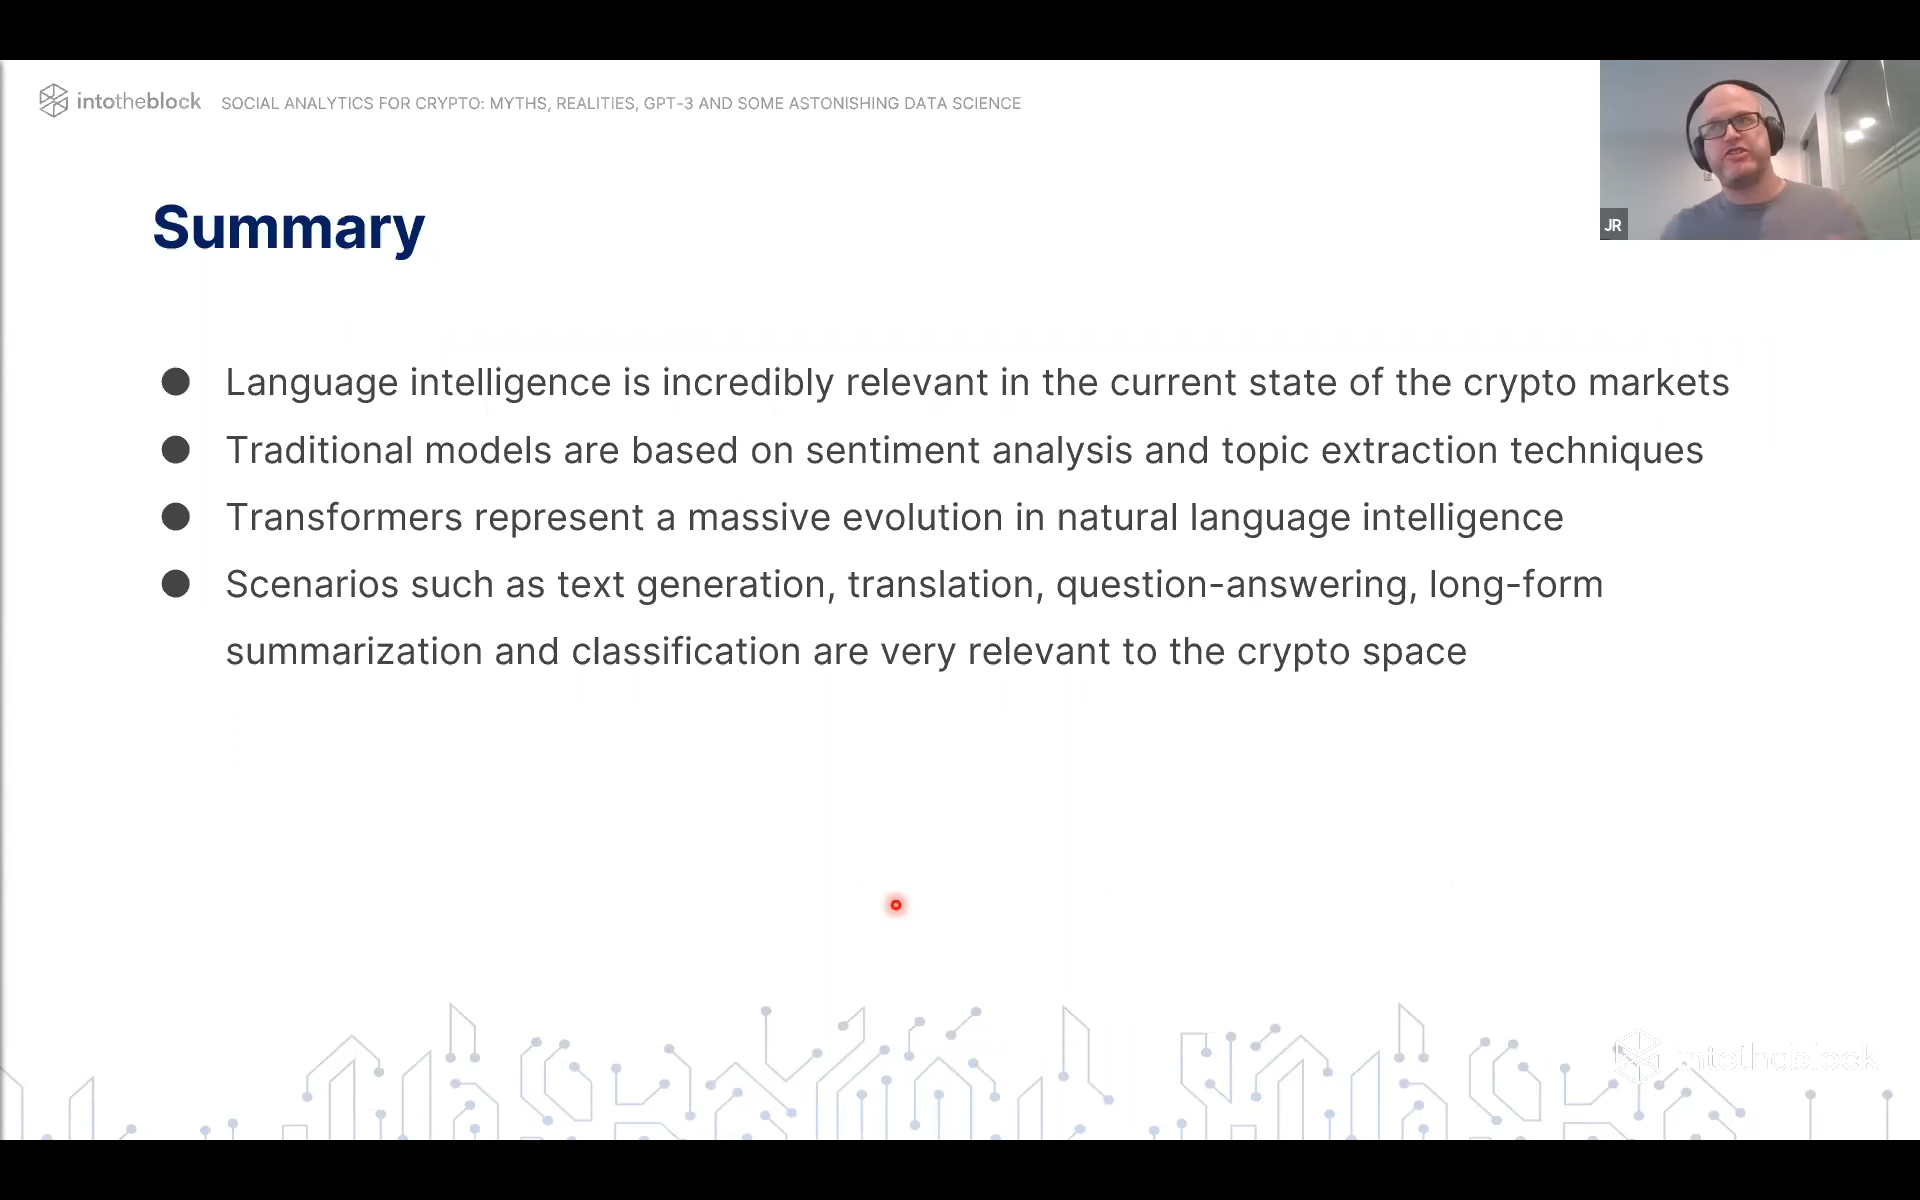 intotheblock SOCIAL ANALYTICS FOR CRYPTO: MYTHS, REALITIES, GPT-3 AND SOME ASTONISHING DATA SCIENCE
JR
Summary
Language intelligence is incredibly relevant in the current state of the crypto markets
Traditional models are based on sentiment analysis and topic extraction techniques
Transformers represent a massive evolution in natural language intelligence
Scenarios such as text generation, translation, question-answering, long-form
summarization and classification are very relevant to the crypto space
intotheblock